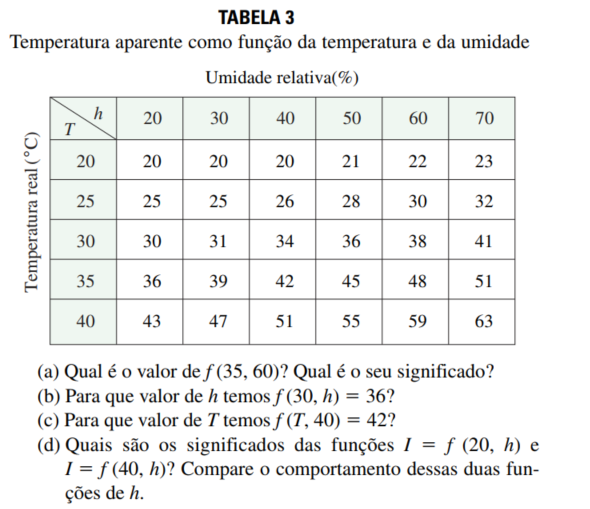 TABELA 3
Temperatura aparente como função da temperatura e da umidade
Umidade relativa(%)
Temperatura real (°C)
T h 20 30 40 50 60 70
20 20 20 20 21 22 23
25 25 25 26 28 30 32
30 30 31 34 36 38 41
35 36 39 42 45 48 51
40 43 47 51 55 59 63
(a) Qual é o valor de f (35, 60)? Qual é o seu significado?
(b) Para que valor de h temos f (30, h) = 36?
(c) Para que valor de T temos f (T, 40) = 42?
(d) Quais são os significados das funções I = f (20, h) e
I = f (40, h)? Compare o comportamento dessas duas fun-
ções de h.